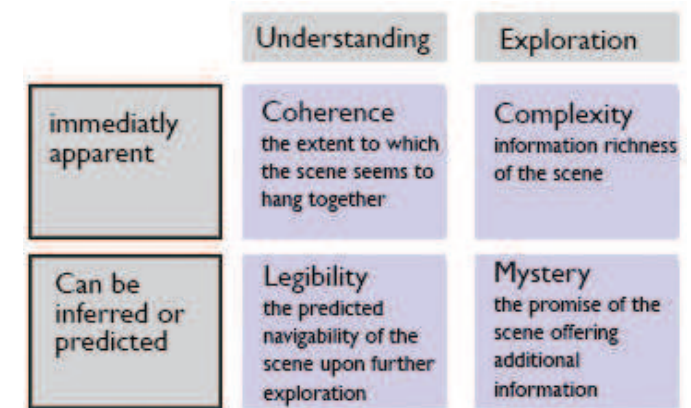 Understanding
Exploration
immediatly
apparent
Coherence
the extent to which
the scene seems to
hang together
Complexity
information richness
of the scene
Can be
inferred or
predicted
Legibility
the predicted
navigability of the
scene upon further
exploration
Mystery
the promise of the
scene offering
additional
information